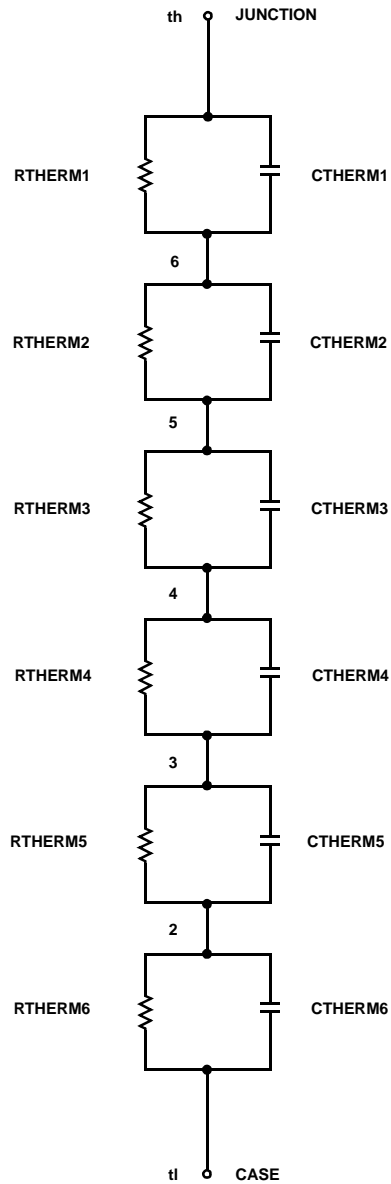 th JUNCTION
RTHERM1 CTHERM1
6
RTHERM2 CTHERM2
5
RTHERM3 CTHERM3
4
RTHERM4 CTHERM4
3
RTHERM5 CTHERM5
2
RTHERM6 CTHERM6
tl CASE